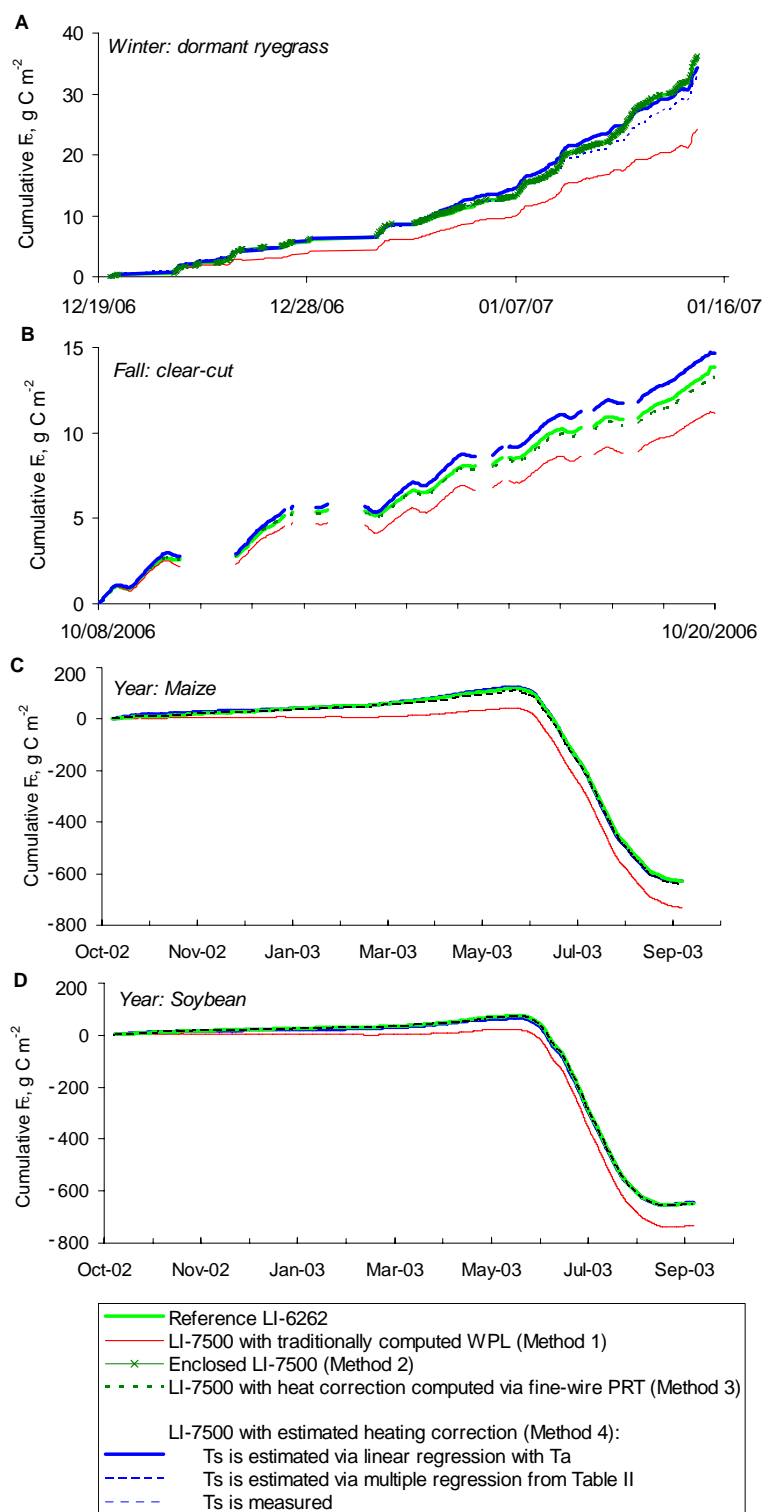 A
Winter: dormant ryegrass
Cumulative Fc, g C m-2
40
30
20
10
0
12/19/06 12/28/06 01/07/07 01/16/07
B
Fall: clear-cut
Cumulative Fc, g C m-2
15
10
5
0
10/08/2006 10/20/2006
C
Year: Maize
Cumulative Fc, g C m-2
200
0
-200
-400
-600
-800
Oct-02 Nov-02 Jan-03 Mar-03 May-03 Jul-03 Sep-03
D
Year: Soybean
Cumulative Fc, g C m-2
200
0
-200
-400
-600
-800
Oct-02 Nov-02 Jan-03 Mar-03 May-03 Jul-03 Sep-03
Reference LI-6262
LI-7500 with traditionally computed WPL (Method 1)
Enclosed LI-7500 (Method 2)
LI-7500 with heat correction computed via fine-wire PRT (Method 3)
LI-7500 with estimated heating correction (Method 4):
Ts is estimated via linear regression with Ta
Ts is estimated via multiple regression from Table II
Ts is measured